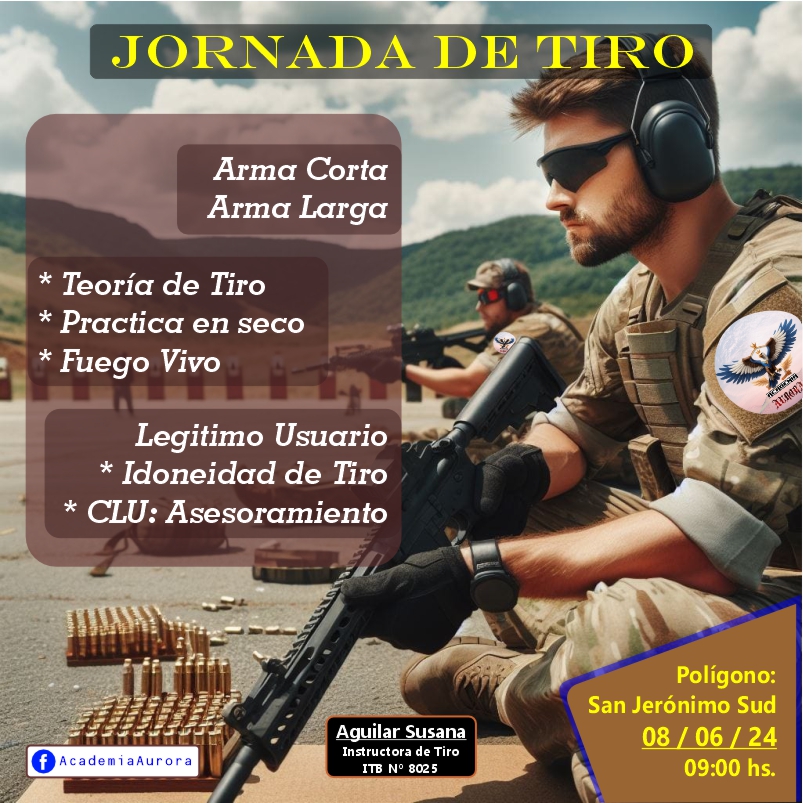 JORNADA DE TIRO
Arma Corta
Arma Larga
* Teoría de Tiro
* Practica en seco
* Fuego Vivo
Legitimo Usuario
* Idoneidad de Tiro
* CLU: Asesoramiento
Polígono:
San Jerónimo Sud
08 / 06 / 24
09:00 hs.
Aguilar Susana
Instructora de Tiro
ITB Nº 8025
f AcademiaAurora